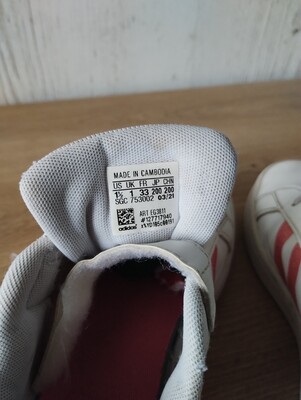 MADE IN CAMBODIA
US UK FR JP CHN
1½ 1 33 200 200
SGC 753002 03/21
ART EG3811
#127717940
adidas